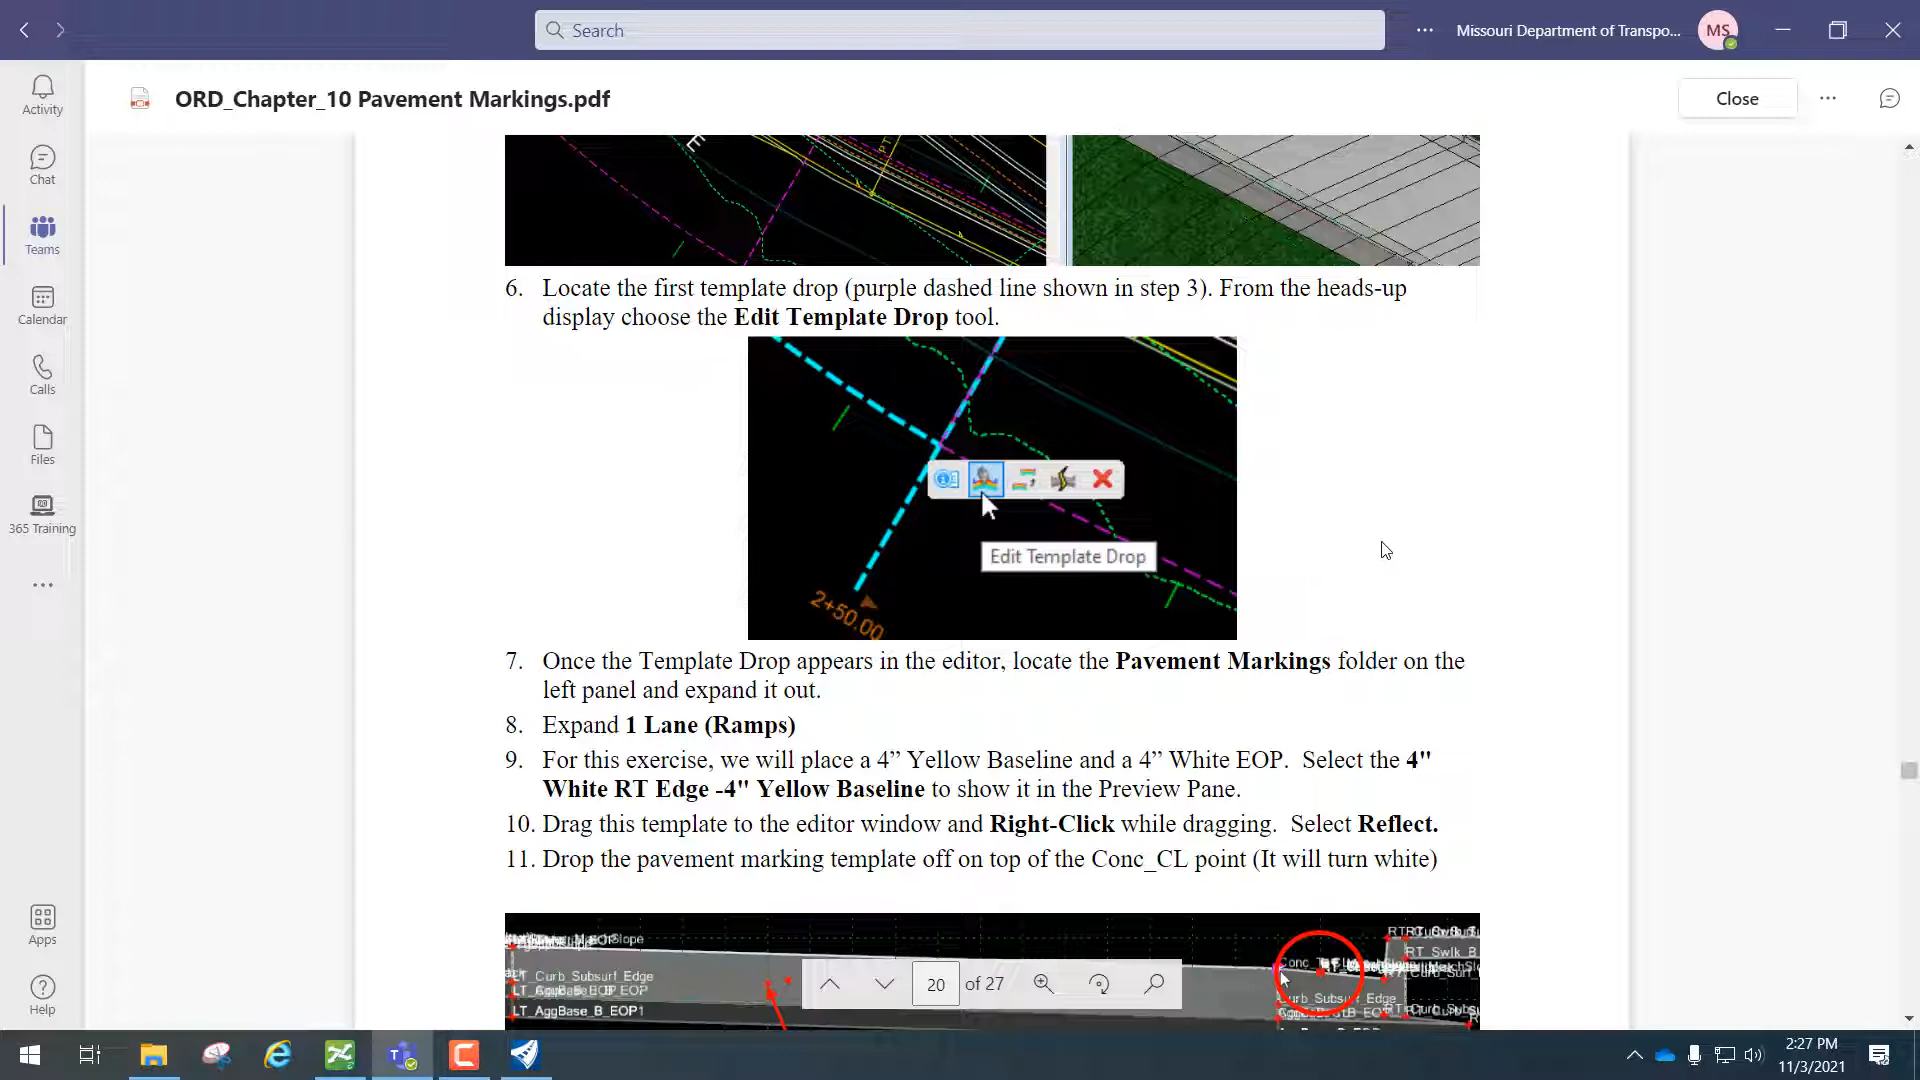 Search
Missouri Department of Transpo...
MS
Activity
Chat
Teams
Calendar
Calls
Files
365 Training
Apps
Help
ORD_Chapter_10 Pavement Markings.pdf
Close
E
PT
6. Locate the first template drop (purple dashed line shown in step 3). From the heads-up
display choose the Edit Template Drop tool.
Edit Template Drop
2+50.00
7. Once the Template Drop appears in the editor, locate the Pavement Markings folder on the
left panel and expand it out.
8. Expand 1 Lane (Ramps)
9. For this exercise, we will place a 4” Yellow Baseline and a 4” White EOP. Select the 4"
White RT Edge -4" Yellow Baseline to show it in the Preview Pane.
10. Drag this template to the editor window and Right-Click while dragging. Select Reflect.
11. Drop the pavement marking template off on top of the Conc_CL point (It will turn white)
LT_Curb_Subsurf_Edge
LT_AggBase_B_EOP1
RT_Swlk_B
Curb_Subsurf_Edge
20 of 27
2:27 PM
11/3/2021